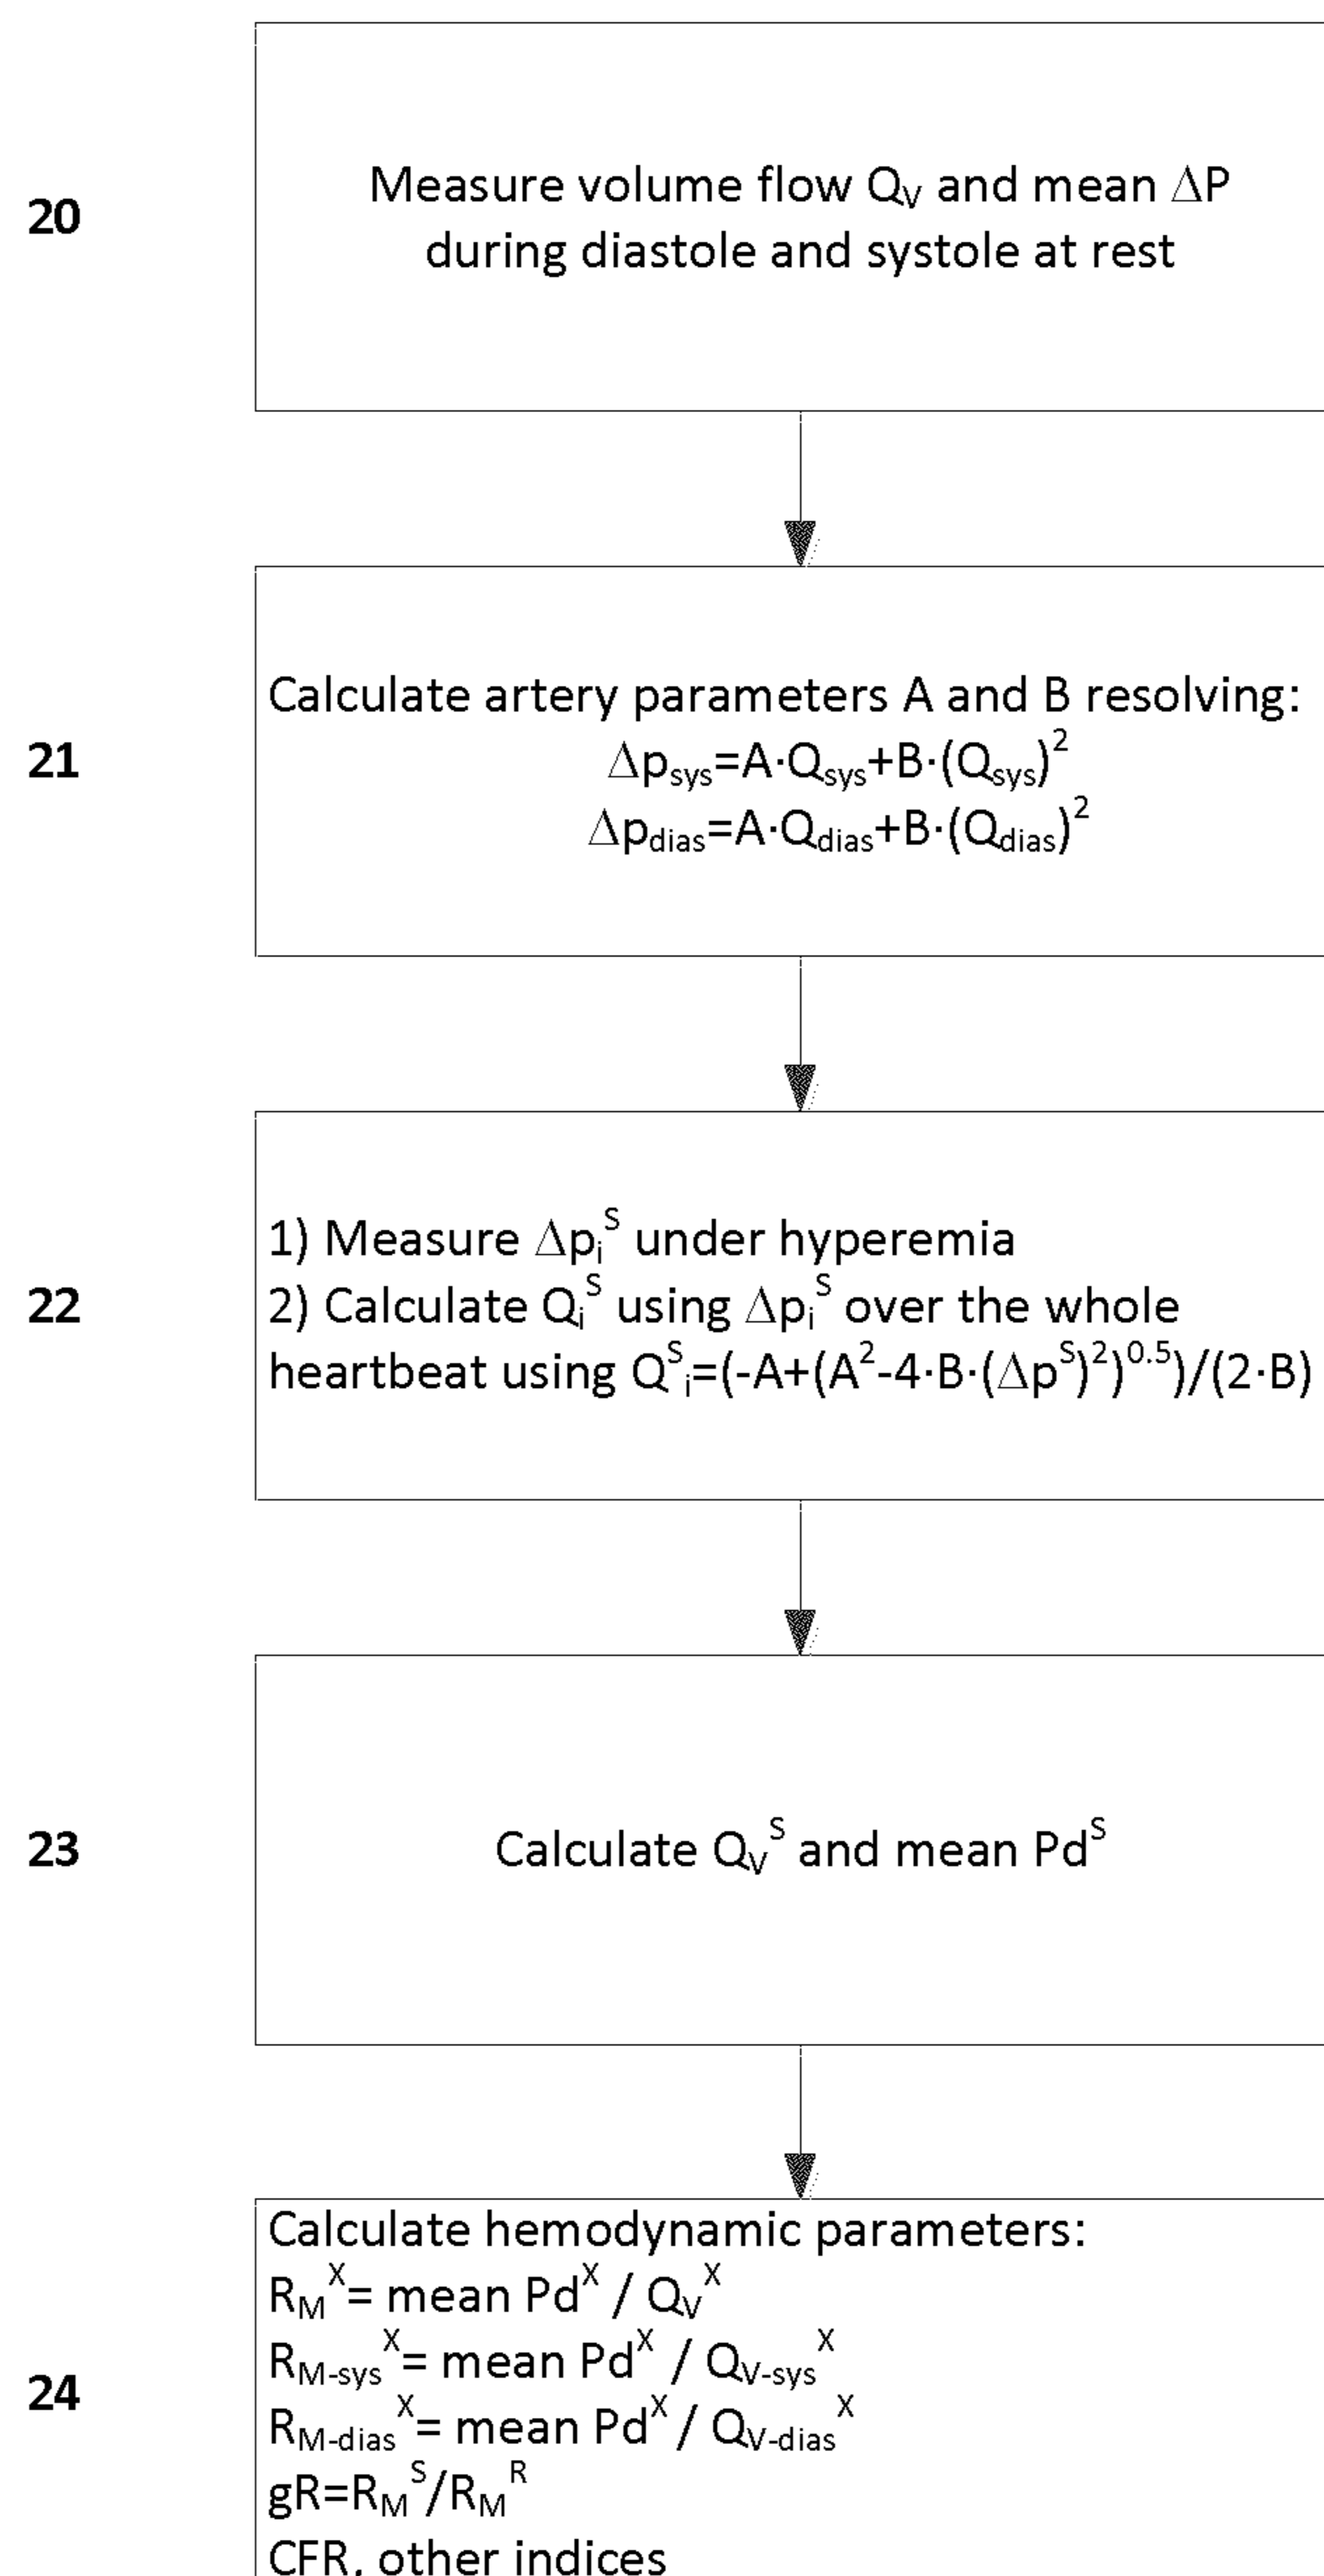 20
Measure volume flow Q_V and mean ΔP
during diastole and systole at rest
21
Calculate artery parameters A and B resolving:
Δp_sys=A·Q_sys+B·(Q_sys)^2
Δp_dias=A·Q_dias+B·(Q_dias)^2
22
1) Measure Δp_i^S under hyperemia
2) Calculate Q_i^S using Δp_i^S over the whole
heartbeat using Q^S_i=(-A+(A^2-4·B·(Δp^S)^2)^0.5)/(2·B)
23
Calculate Q_V^S and mean Pd^S
24
Calculate hemodynamic parameters:
R_M^X= mean Pd^X / Q_V^X
R_M-sys^X= mean Pd^X / Q_V-sys^X
R_M-dias^X= mean Pd^X / Q_V-dias^X
gR=R_M^S/R_M^R
CFR, other indices